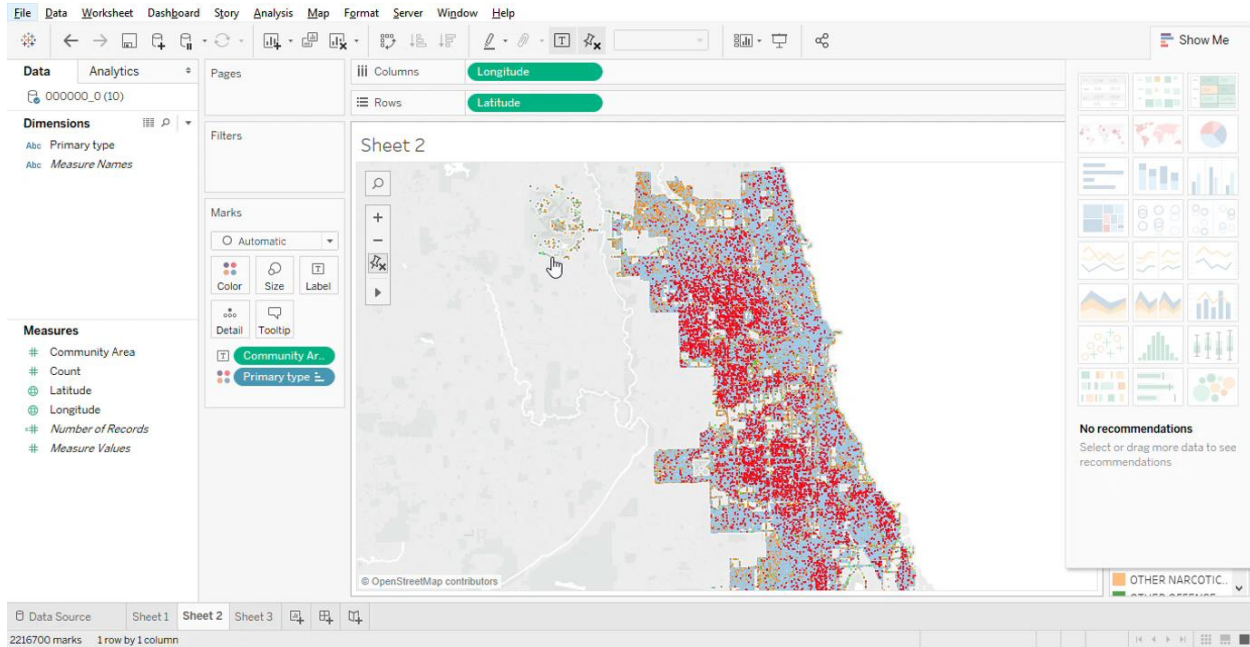 File Data Worksheet Dashboard Story Analysis Map Format Server Window Help
Show Me
Data Analytics
000000_0 (10)
Dimensions
Abc Primary type
Abc Measure Names
Measures
# Community Area
# Count
Latitude
Longitude
=# Number of Records
# Measure Values
Pages
Filters
Marks
Automatic
Color Size Label
Detail Tooltip
Community Ar..
Primary type
Columns Longitude
Rows Latitude
Sheet 2
© OpenStreetMap contributors
No recommendations
Select or drag more data to see
recommendations
OTHER NARCOTIC..
OTHER OFFENSE
Data Source Sheet 1 Sheet 2 Sheet 3
2216700 marks 1 row by 1 column